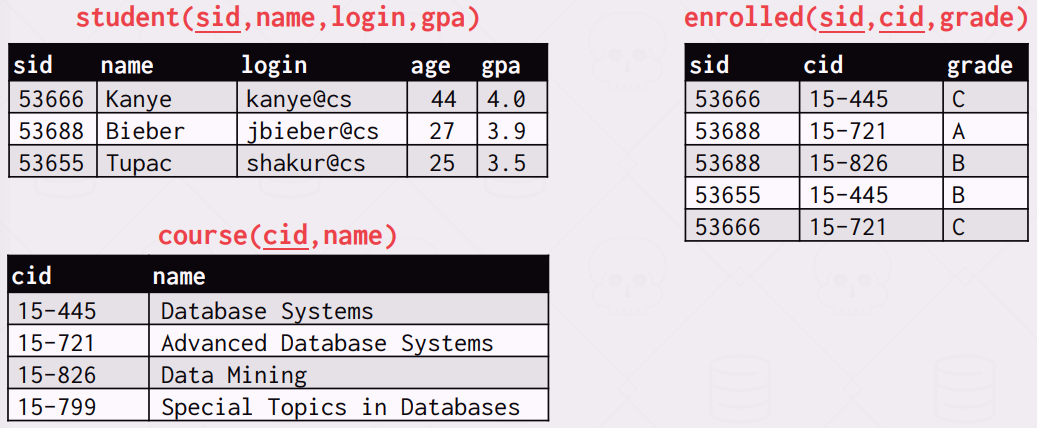 student(sid,name,login,gpa)
sid name login age gpa
53666 Kanye kanye@cs 44 4.0
53688 Bieber jbieber@cs 27 3.9
53655 Tupac shakur@cs 25 3.5
course(cid,name)
cid name
15-445 Database Systems
15-721 Advanced Database Systems
15-826 Data Mining
15-799 Special Topics in Databases
enrolled(sid,cid,grade)
sid cid grade
53666 15-445 C
53688 15-721 A
53688 15-826 B
53655 15-445 B
53666 15-721 C